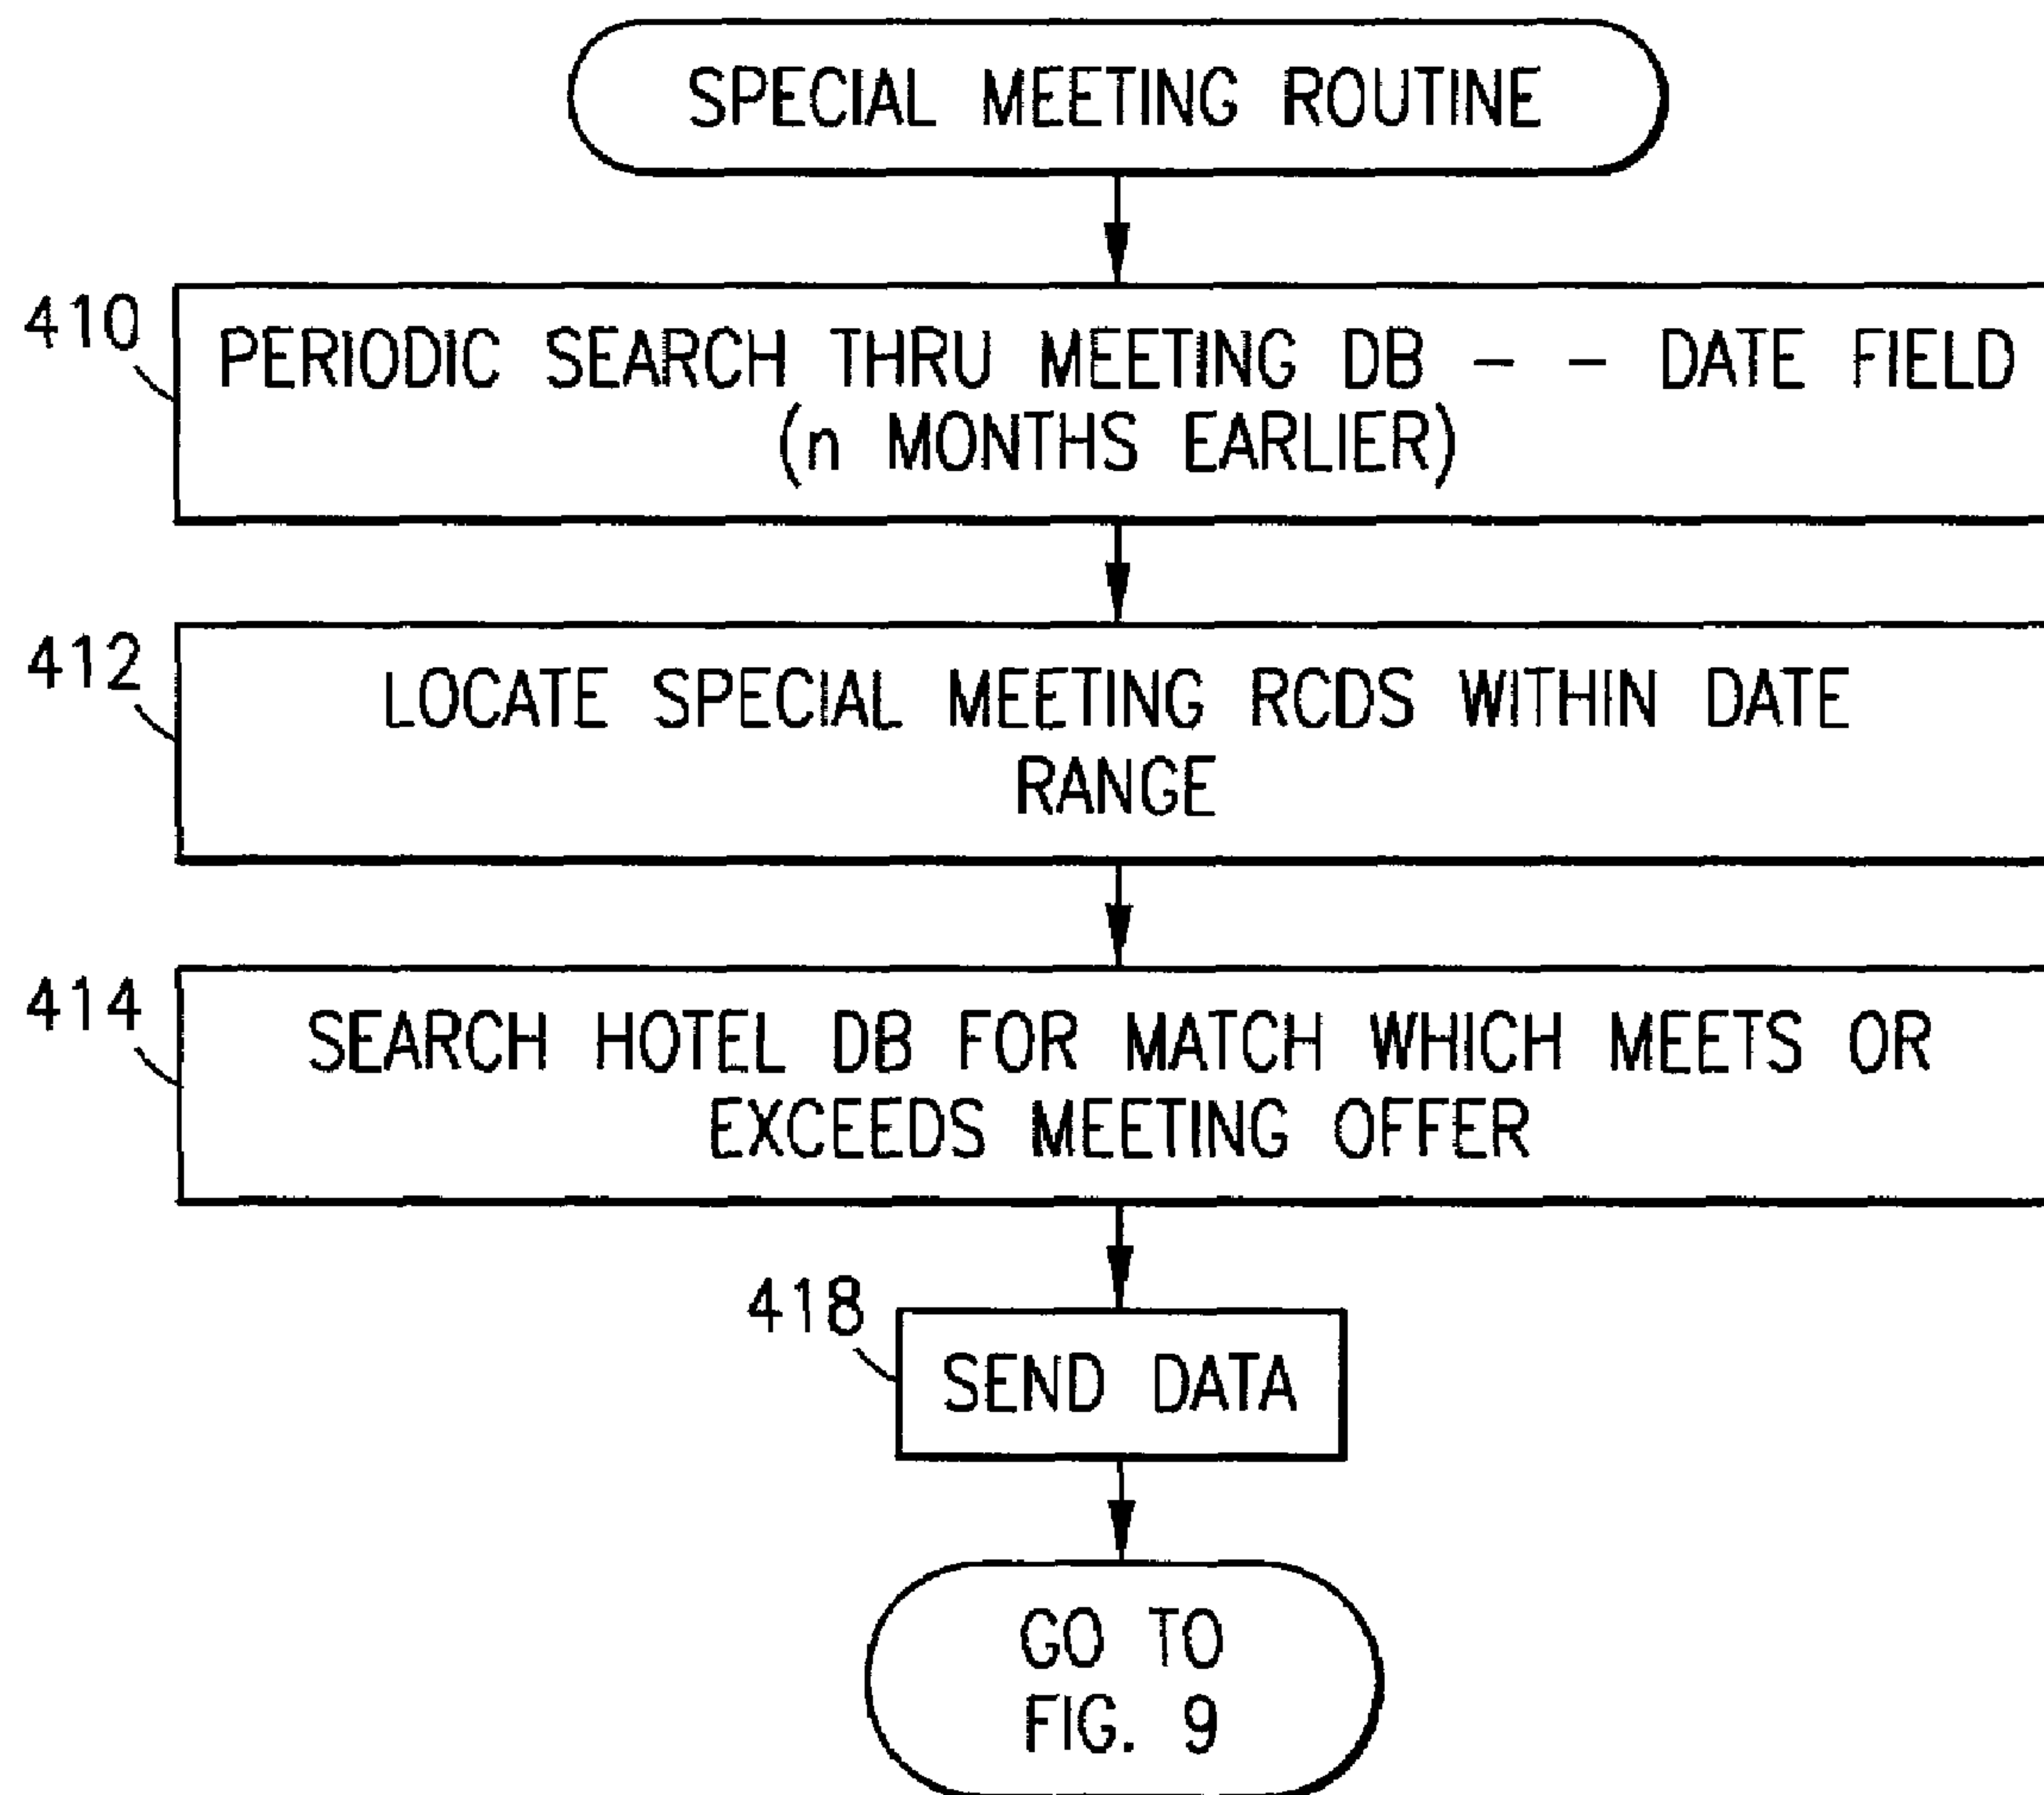 SPECIAL MEETING ROUTINE
410
PERIODIC SEARCH THRU MEETING DB - - DATE FIELD
(n MONTHS EARLIER)
412
LOCATE SPECIAL MEETING RCDS WITHIN DATE
RANGE
414
SEARCH HOTEL DB FOR MATCH WHICH MEETS OR
EXCEEDS MEETING OFFER
418
SEND DATA
GO TO
FIG. 9